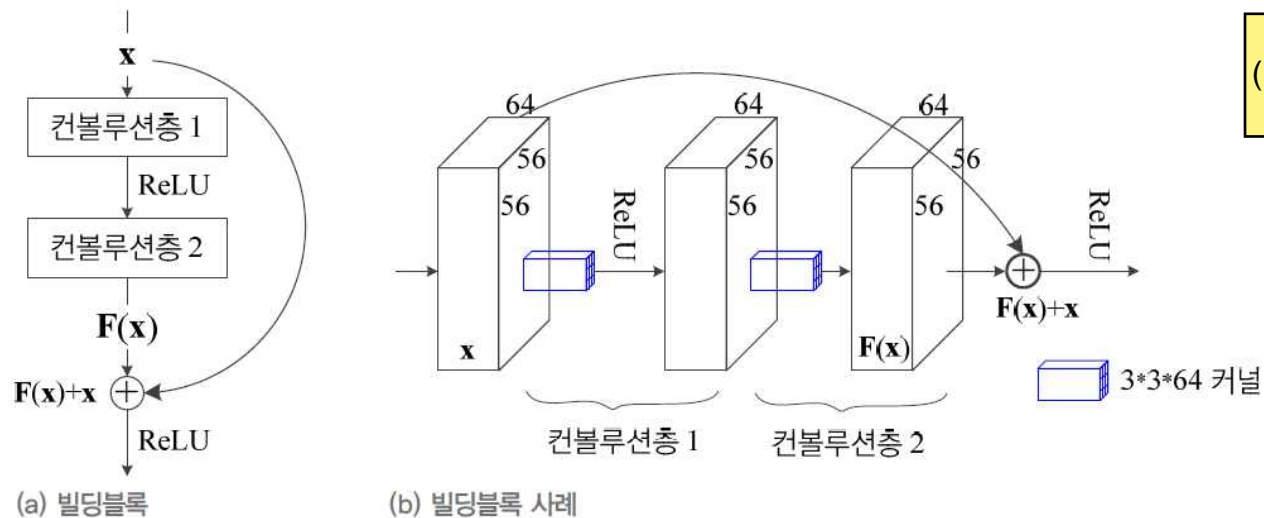 x
컨볼루션층 1
ReLU
컨볼루션층 2
F(x)
F(x)+x
ReLU
(a) 빌딩블록
64
56
56
x
ReLU
64
56
56
64
56
56
F(x)
ReLU
F(x)+x
3*3*64 커널
컨볼루션층 1
컨볼루션층 2
(b) 빌딩블록 사례
(